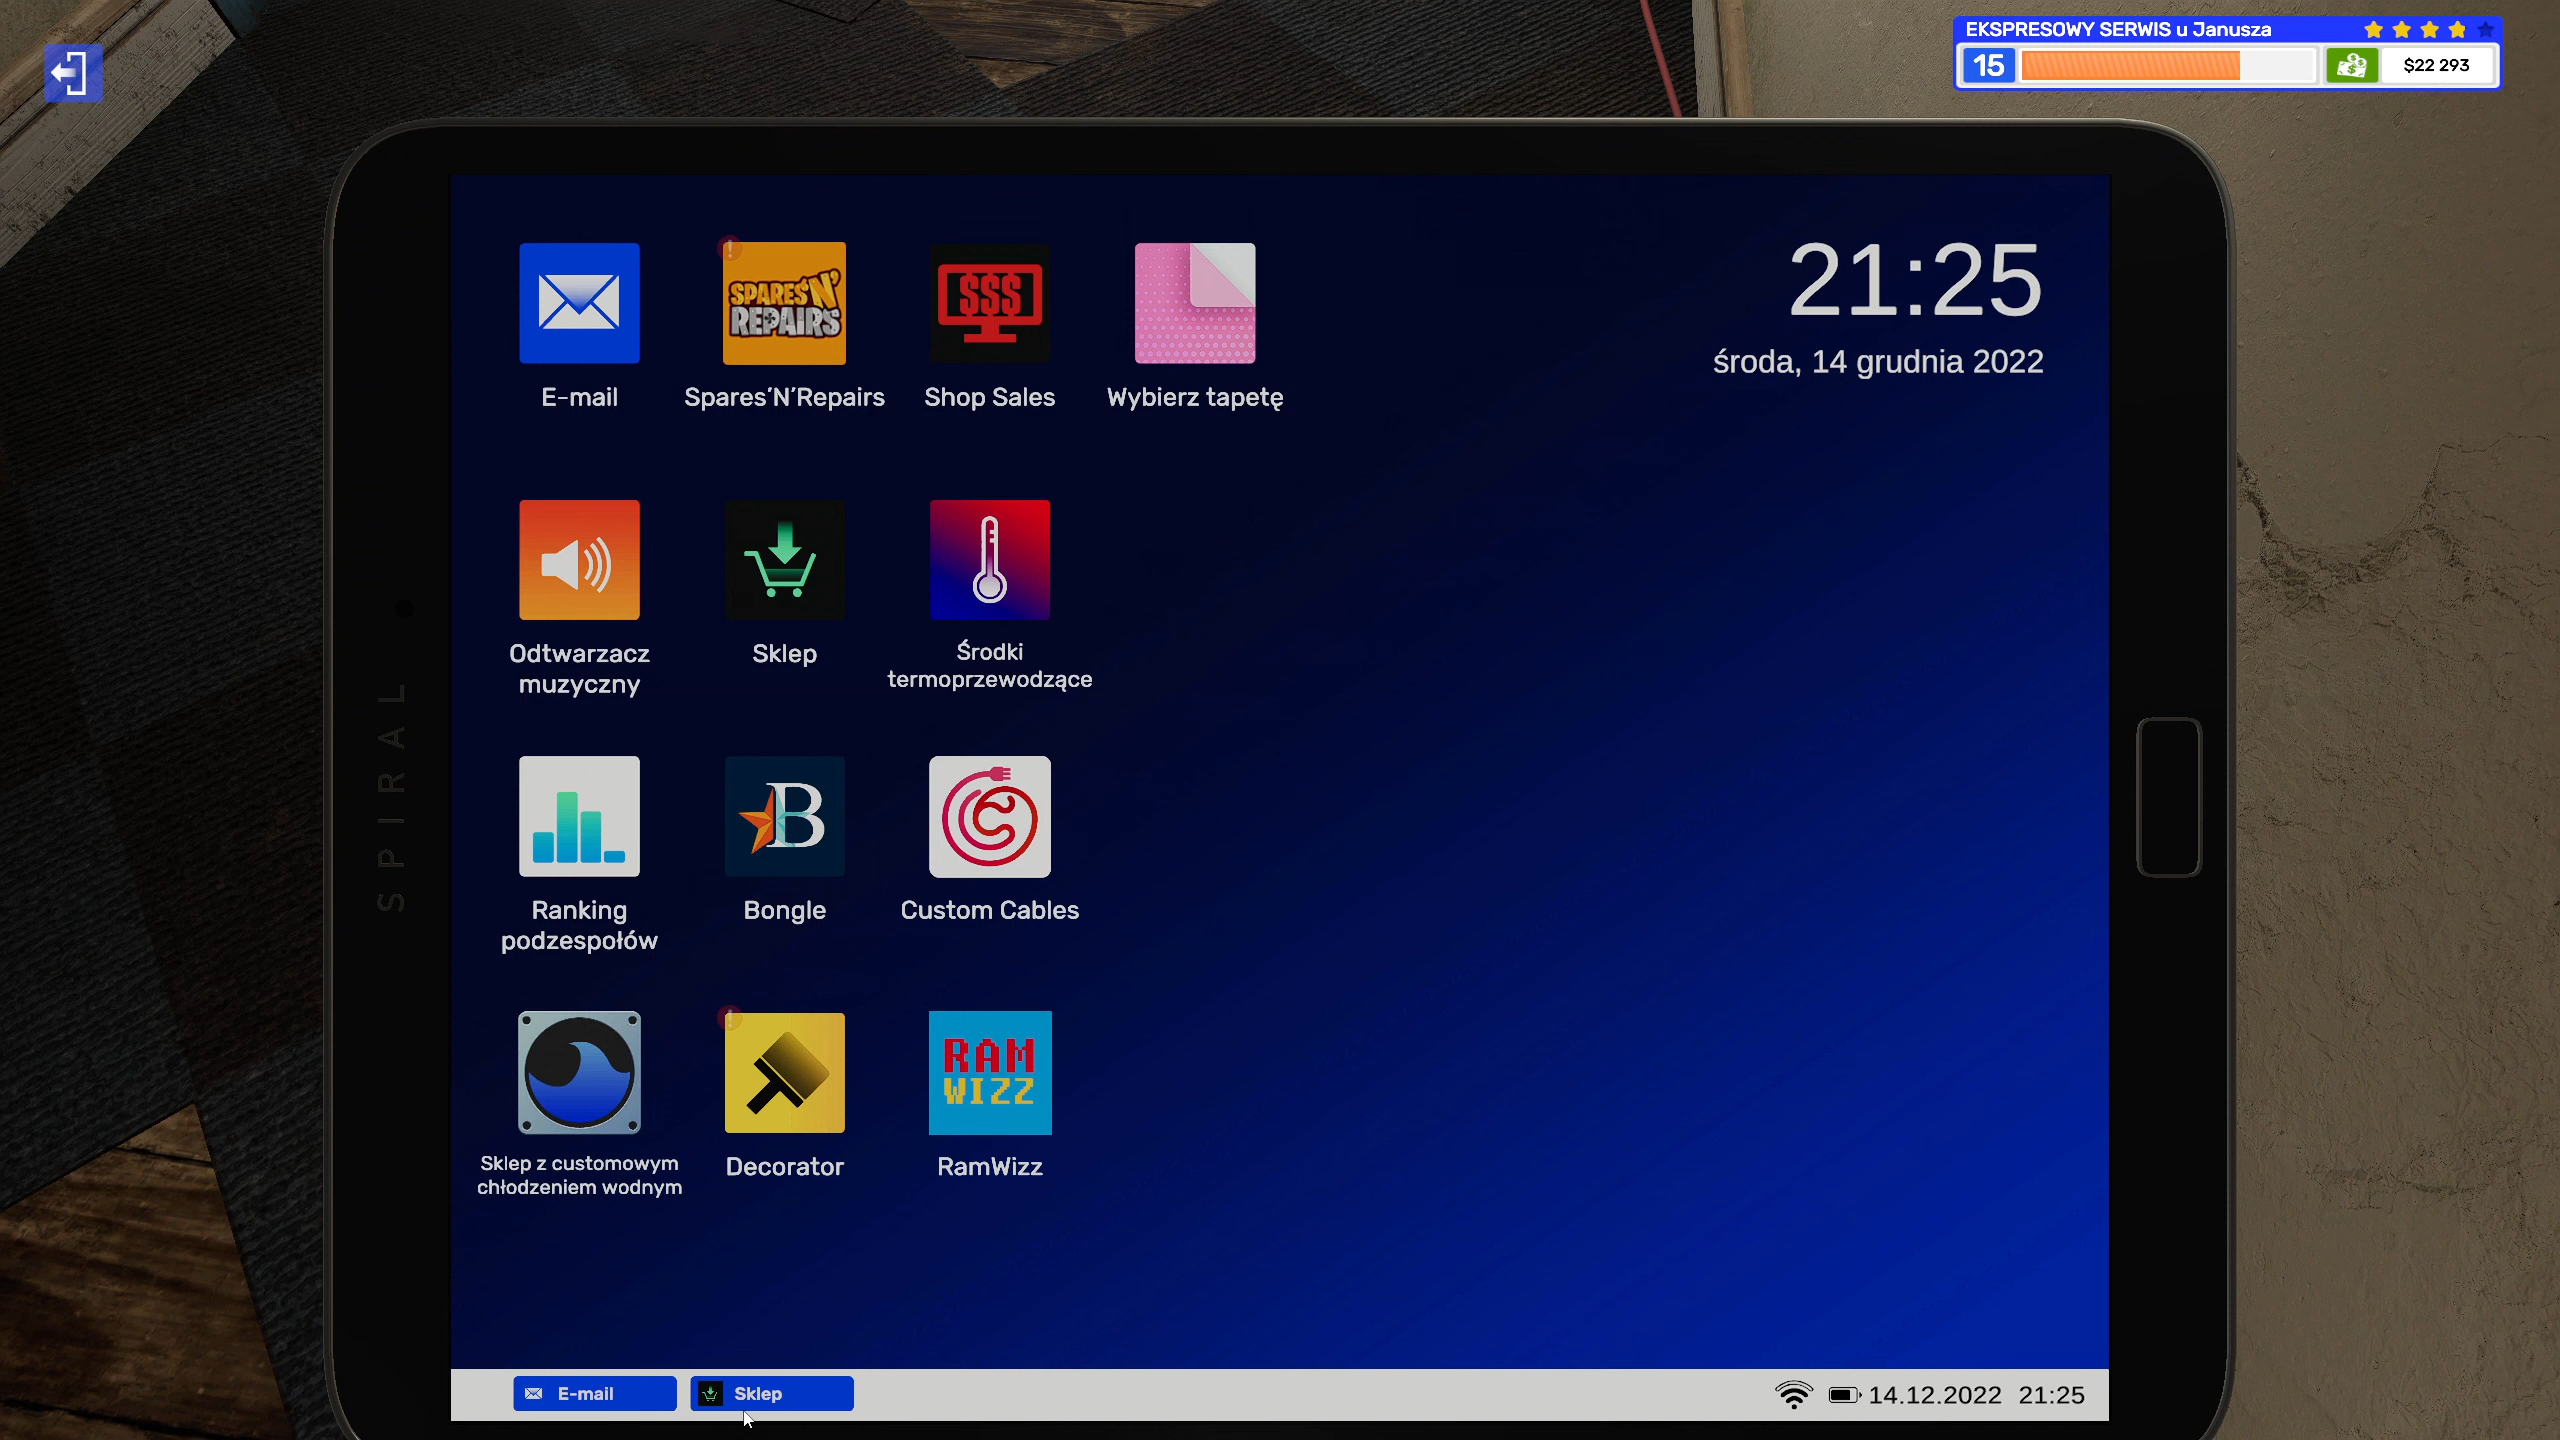 EKSPRESOWY SERWIS u Janusza
15
$22 293
21:25
środa, 14 grudnia 2022
E-mail
SPARES'N'
REPAIRS
Spares'N'Repairs
$$$
Shop Sales
Wybierz tapetę
Odtwarzacz
muzyczny
Sklep
Środki
termoprzewodzące
Ranking
podzespołów
B
Bongle
Custom Cables
Sklep z customowym
chłodzeniem wodnym
Decorator
RAM
WIZZ
RamWizz
SPIRAL
E-mail
Sklep
14.12.2022 21:25